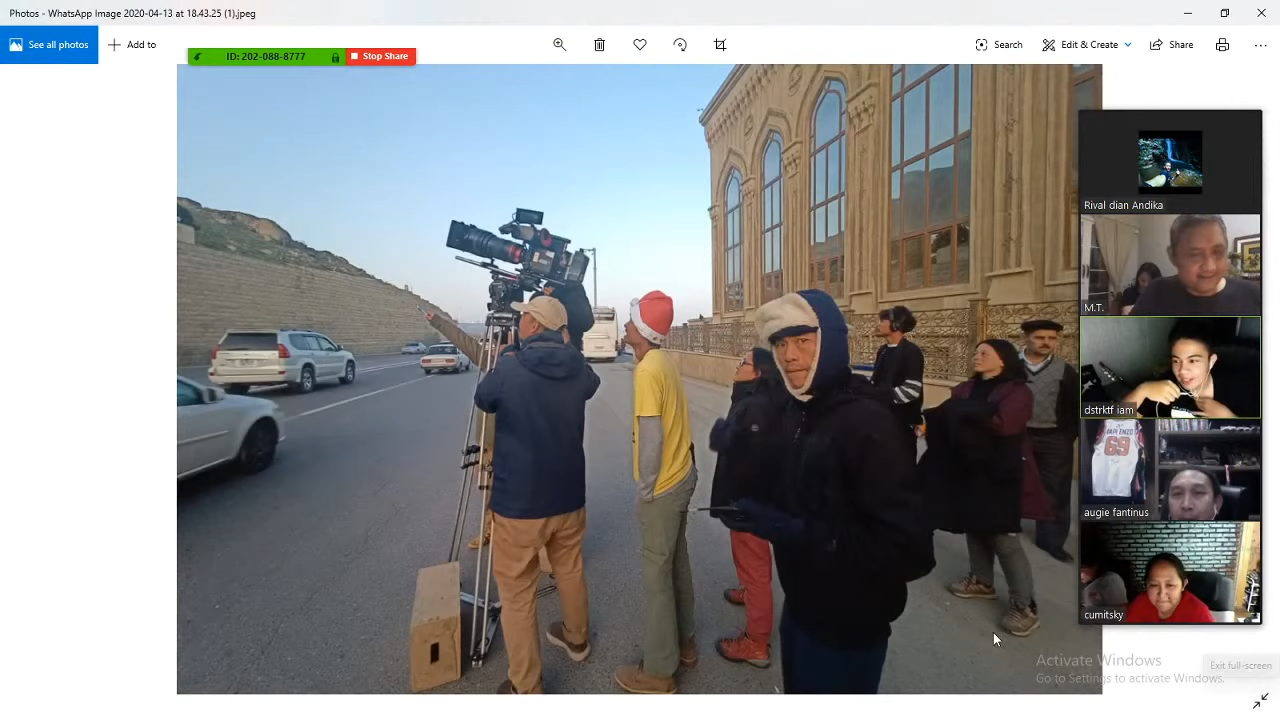 Photos - WhatsApp Image 2020-04-13 at 18.43.25 (1).jpeg
See all photos
Add to
Search
Edit & Create
Share
ID: 202-088-8777
Stop Share
Rival dian Andika
M.T.
dstrktf iam
69
augie fantinus
cumitsky
Activate Windows
Go to Settings to activate Windows.
Exit full-screen